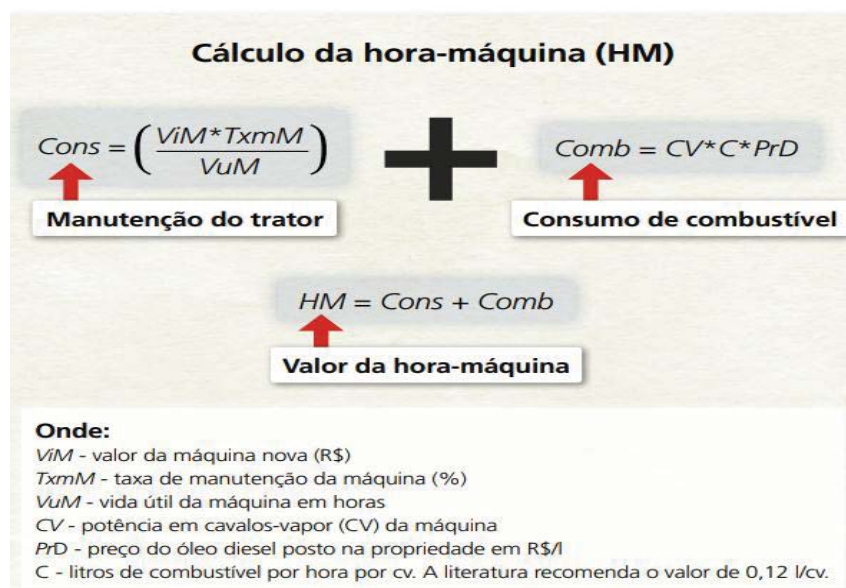 Cálculo da hora-máquina (HM)
Cons = (ViM*TxmM / VuM)
+
Comb = CV*C*PrD
Manutenção do trator
Consumo de combustível
HM = Cons + Comb
Valor da hora-máquina
Onde:
ViM - valor da máquina nova (R$)
TxmM - taxa de manutenção da máquina (%)
VuM - vida útil da máquina em horas
CV - potência em cavalos-vapor (CV) da máquina
PrD - preço do óleo diesel posto na propriedade em R$/l
C - litros de combustível por hora por cv. A literatura recomenda o valor de 0,12 l/cv.